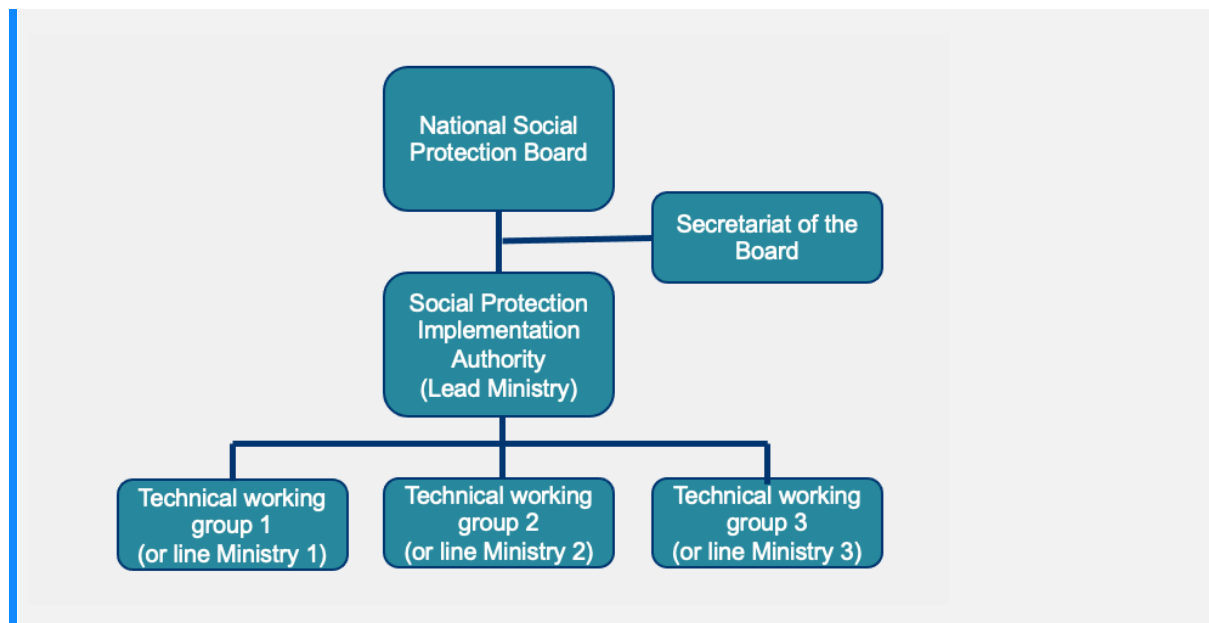 National Social
Protection Board
Secretariat of the
Board
Social Protection
Implementation
Authority
(Lead Ministry)
Technical working
group 1
(or line Ministry 1)
Technical working
group 2
(or line Ministry 2)
Technical working
group 3
(or line Ministry 3)